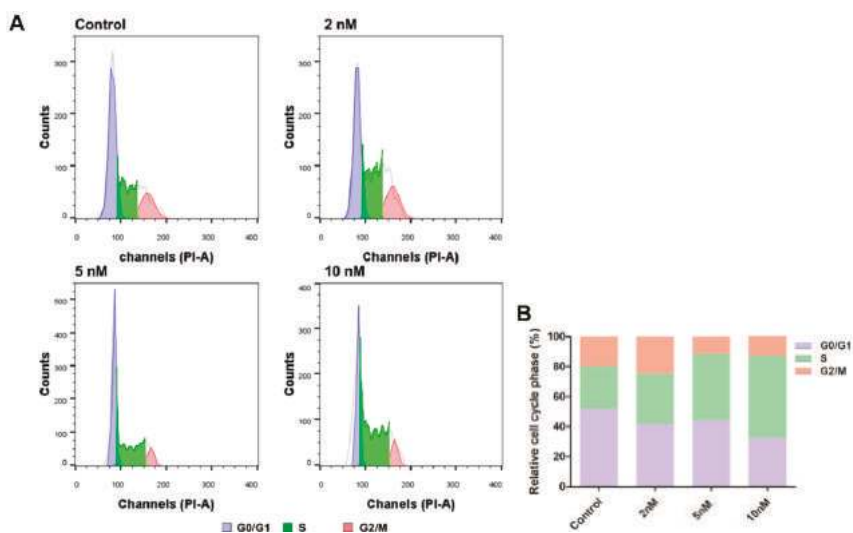 A
Control
2 nM
Counts
300
200
100
0
0 100 200 300 400
channels (PI-A)
Counts
300
200
100
0
0 100 200 300 400
Channels (PI-A)
5 nM
10 nM
Counts
500
400
300
200
100
0
0 100 200 300 400
Channels (PI-A)
Counts
400
300
200
100
0
0 100 200 300 400
Channels (PI-A)
G0/G1 S G2/M
B
Relative cell cycle phase (%)
100
80
60
40
20
0
Control 2nM 5nM 10nM
G0/G1
S
G2/M